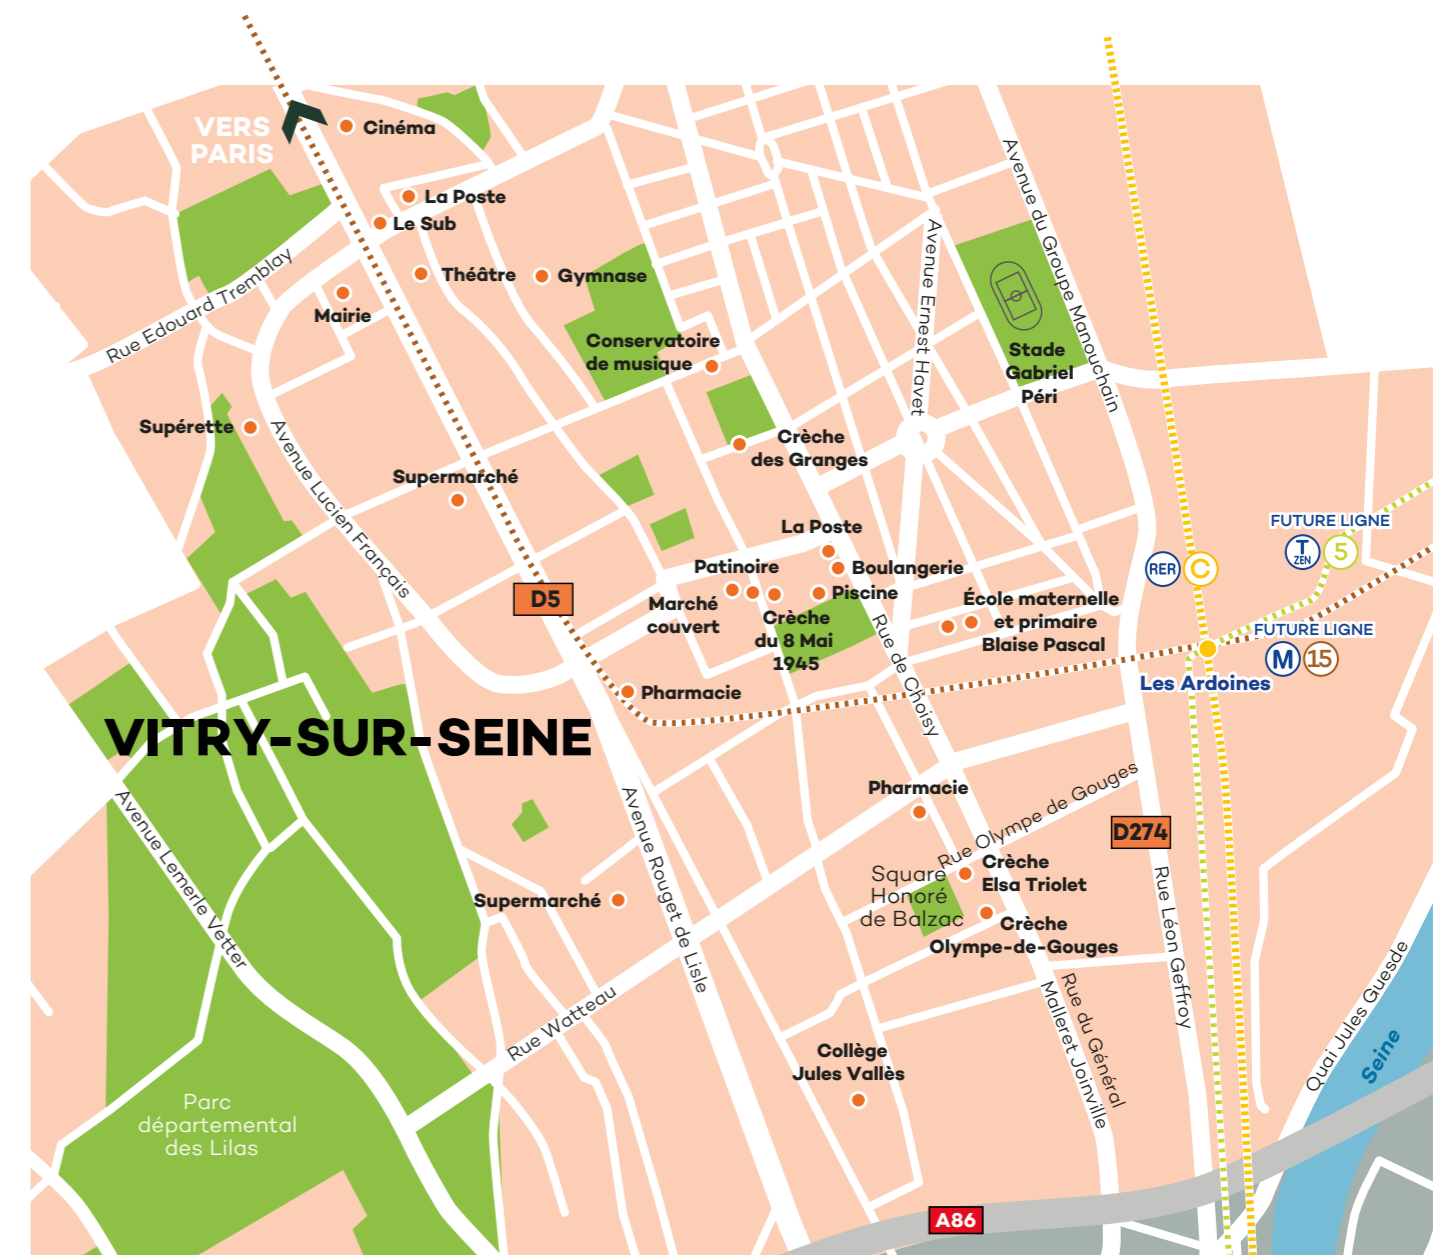 VERS
PARIS
Cinéma
La Poste
Le Sub
Théâtre
Gymnase
Mairie
Rue Edouard Tremblay
Conservatoire
de musique
Avenue du Groupe Manouchain
Avenue Ernest Havet
Stade
Gabriel
Péri
Supérette
Avenue Lucien Français
Supermarché
Crèche
des Granges
La Poste
Boulangerie
Patinoire
Piscine
Marché
couvert
Crèche
du 8 Mai
1945
École maternelle
et primaire
Blaise Pascal
D5
RER
C
FUTURE LIGNE
T
ZEN
5
FUTURE LIGNE
M
15
Les Ardoines
Pharmacie
Rue de Choisy
VITRY-SUR-SEINE
Avenue Lemerle Vetter
Avenue Rouget de Lisle
Pharmacie
Rue Olympe de Gouges
D274
Crèche
Elsa Triolet
Square
Honoré
de Balzac
Crèche
Olympe-de-Gouges
Supermarché
Rue Léon Geffroy
Rue Watteau
Rue du Général
Malleret Joinville
Collège
Jules Vallès
Quai Jules Guesde
Seine
Parc
départemental
des Lilas
A86